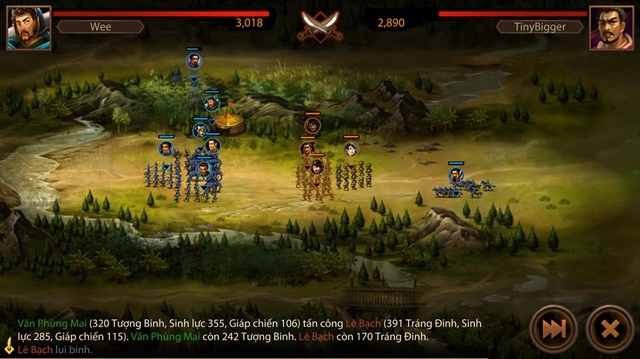 3,018 2,890
Wee TinyBigger
Văn Phùng Mai (320 Tượng Binh, Sinh lực 355, Giáp chiến 106) tấn công Lê Bạch (391 Tráng Đinh, Sinh
lực 285, Giáp chiến 115). Văn Phùng Mai còn 242 Tượng Binh. Lê Bạch còn 170 Tráng Đinh.
Lê Bạch lui binh.